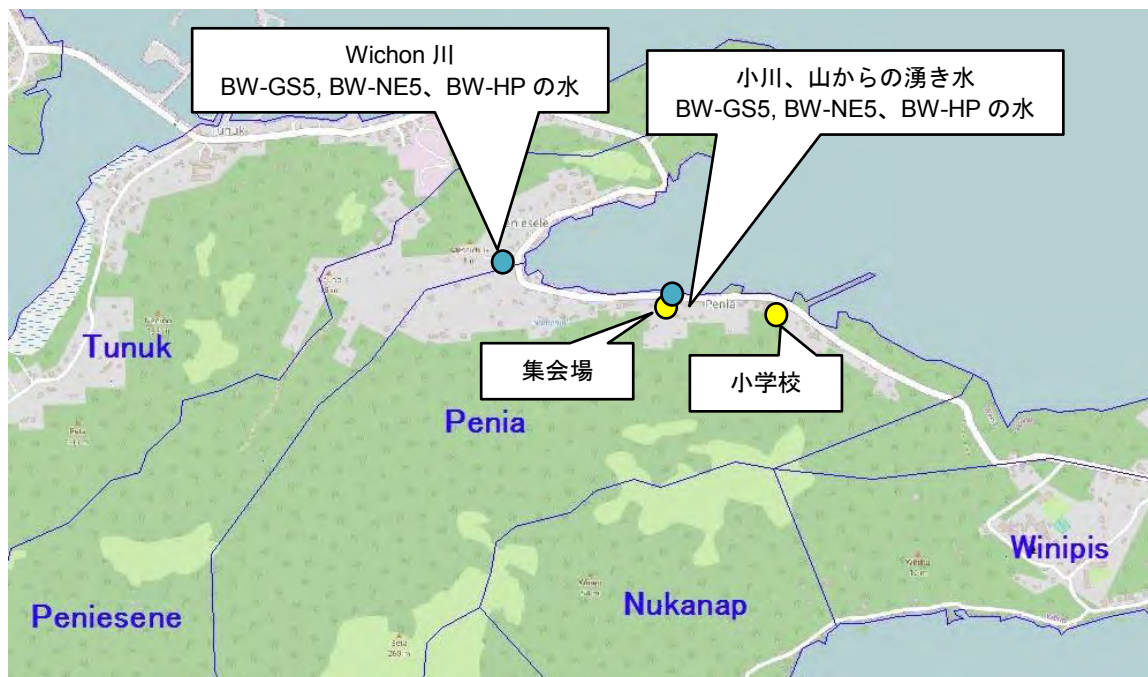 Wichon 川
BW-GS5, BW-NE5、BW-HP の水
小川、山からの湧き水
BW-GS5, BW-NE5、BW-HP の水
Penia
集会場
小学校
Tunuk
Penia
Winipis
Peniesene
Nukanap